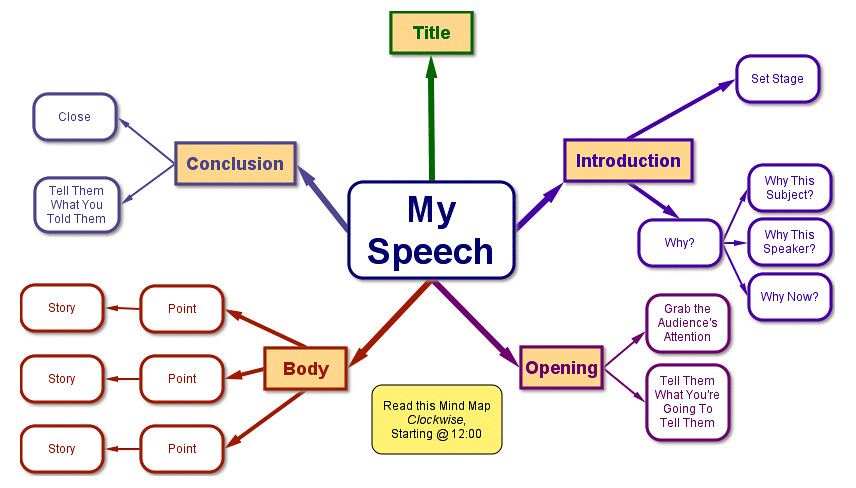 Title
My
Speech
Introduction
Set Stage
Why?
Why This
Subject?
Why This
Speaker?
Why Now?
Opening
Grab the
Audience's
Attention
Tell Them
What You're
Going To
Tell Them
Body
Point
Story
Point
Story
Point
Story
Conclusion
Tell Them
What You
Told Them
Close
Read this Mind Map
Clockwise,
Starting @ 12:00